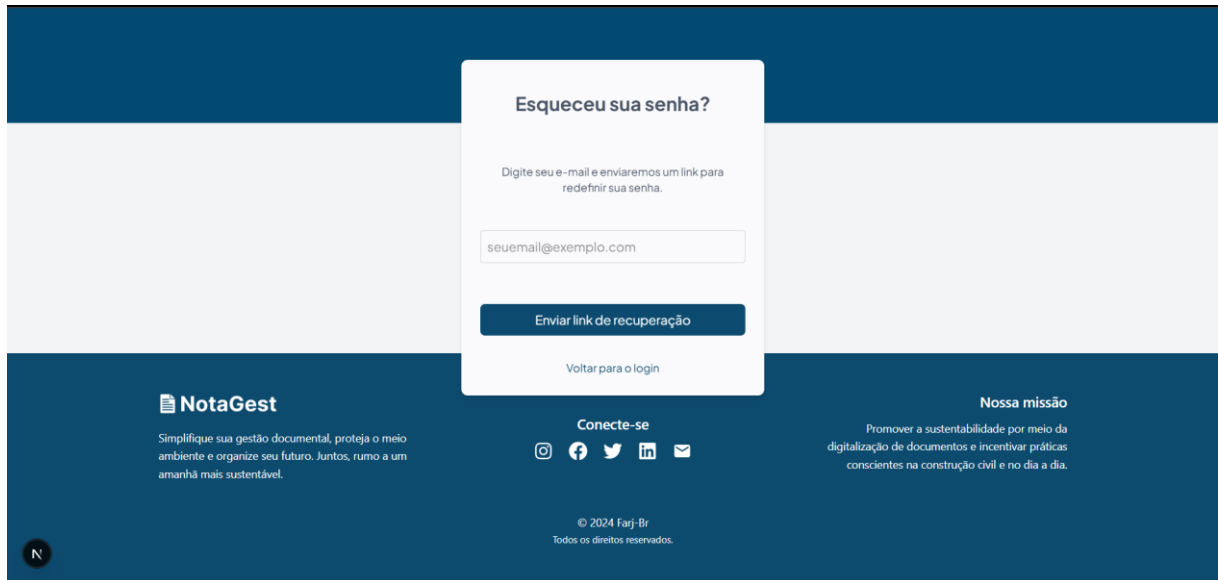 Esqueceu sua senha?
Digite seu e-mail e enviaremos um link para
redefinir sua senha.
seuemail@exemplo.com
Enviar link de recuperação
Voltar para o login
NotaGest
Simplifique sua gestão documental, proteja o meio
ambiente e organize seu futuro. Juntos, rumo a um
amanhã mais sustentável.
Conecte-se
Nossa missão
Promover a sustentabilidade por meio da
digitalização de documentos e incentivar práticas
conscientes na construção civil e no dia a dia.
© 2024 Farj-Br
Todos os direitos reservados.
N